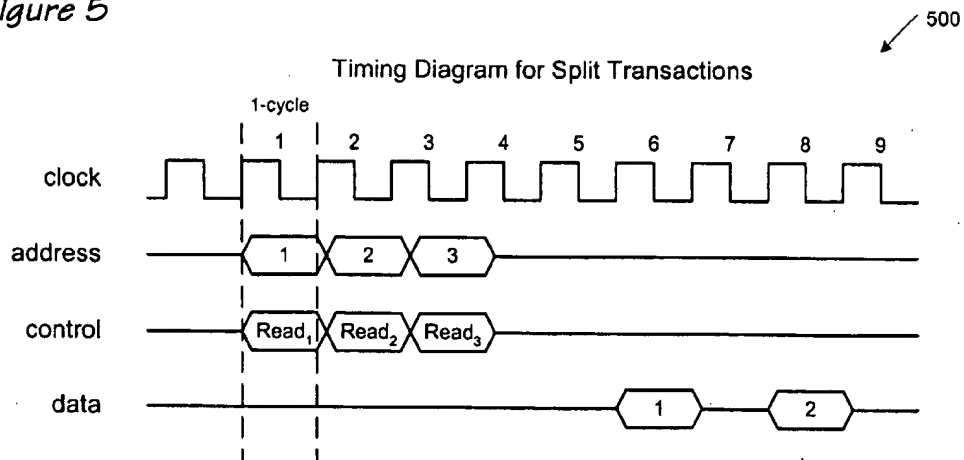 igure 5
500
Timing Diagram for Split Transactions
1-cycle
1 2 3 4 5 6 7 8 9
clock
address 1 2 3
control Read1 Read2 Read3
data 1 2